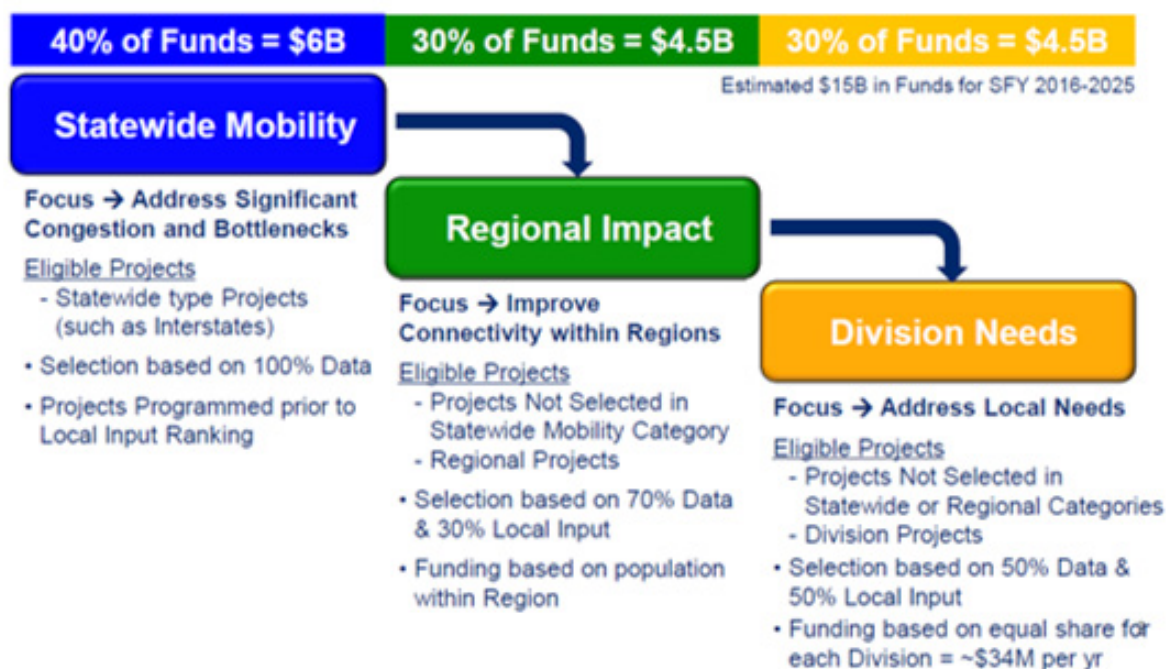 40% of Funds = $6B
30% of Funds = $4.5B
30% of Funds = $4.5B
Estimated $15B in Funds for SFY 2016-2025
Statewide Mobility
Focus → Address Significant
Congestion and Bottlenecks
Eligible Projects
- Statewide type Projects
(such as Interstates)
• Selection based on 100% Data
• Projects Programmed prior to
Local Input Ranking
Regional Impact
Focus → Improve
Connectivity within Regions
Eligible Projects
- Projects Not Selected in
Statewide Mobility Category
- Regional Projects
• Selection based on 70% Data
& 30% Local Input
• Funding based on population
within Region
Division Needs
Focus → Address Local Needs
Eligible Projects
- Projects Not Selected in
Statewide or Regional Categories
- Division Projects
• Selection based on 50% Data &
50% Local Input
• Funding based on equal share for
each Division = ~$34M per yr